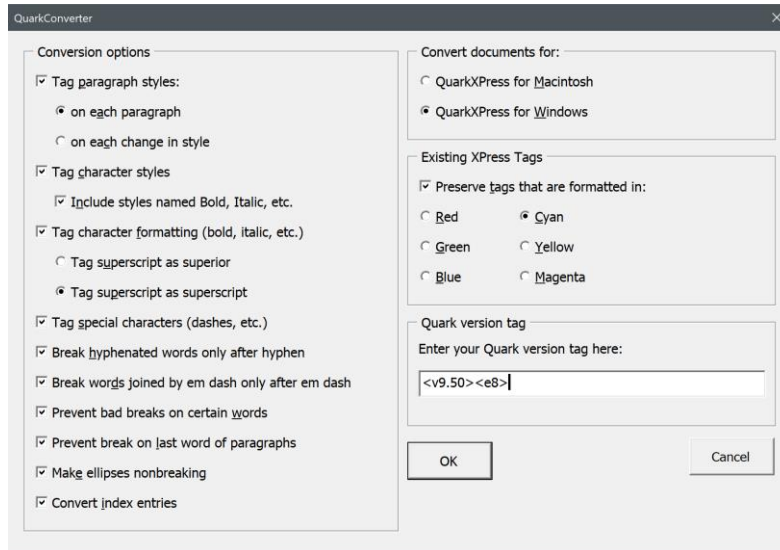 QuarkConverter
Conversion options
Tag paragraph styles:
on each paragraph
on each change in style
Tag character styles
Include styles named Bold, Italic, etc.
Tag character formatting (bold, italic, etc.)
Tag superscript as superior
Tag superscript as superscript
Tag special characters (dashes, etc.)
Break hyphenated words only after hyphen
Break words joined by em dash only after em dash
Prevent bad breaks on certain words
Prevent break on last word of paragraphs
Make ellipses nonbreaking
Convert index entries
Convert documents for:
QuarkXPress for Macintosh
QuarkXPress for Windows
Existing XPress Tags
Preserve tags that are formatted in:
Red Cyan
Green Yellow
Blue Magenta
Quark version tag
Enter your Quark version tag here:
<v9.50><e8>
OK Cancel